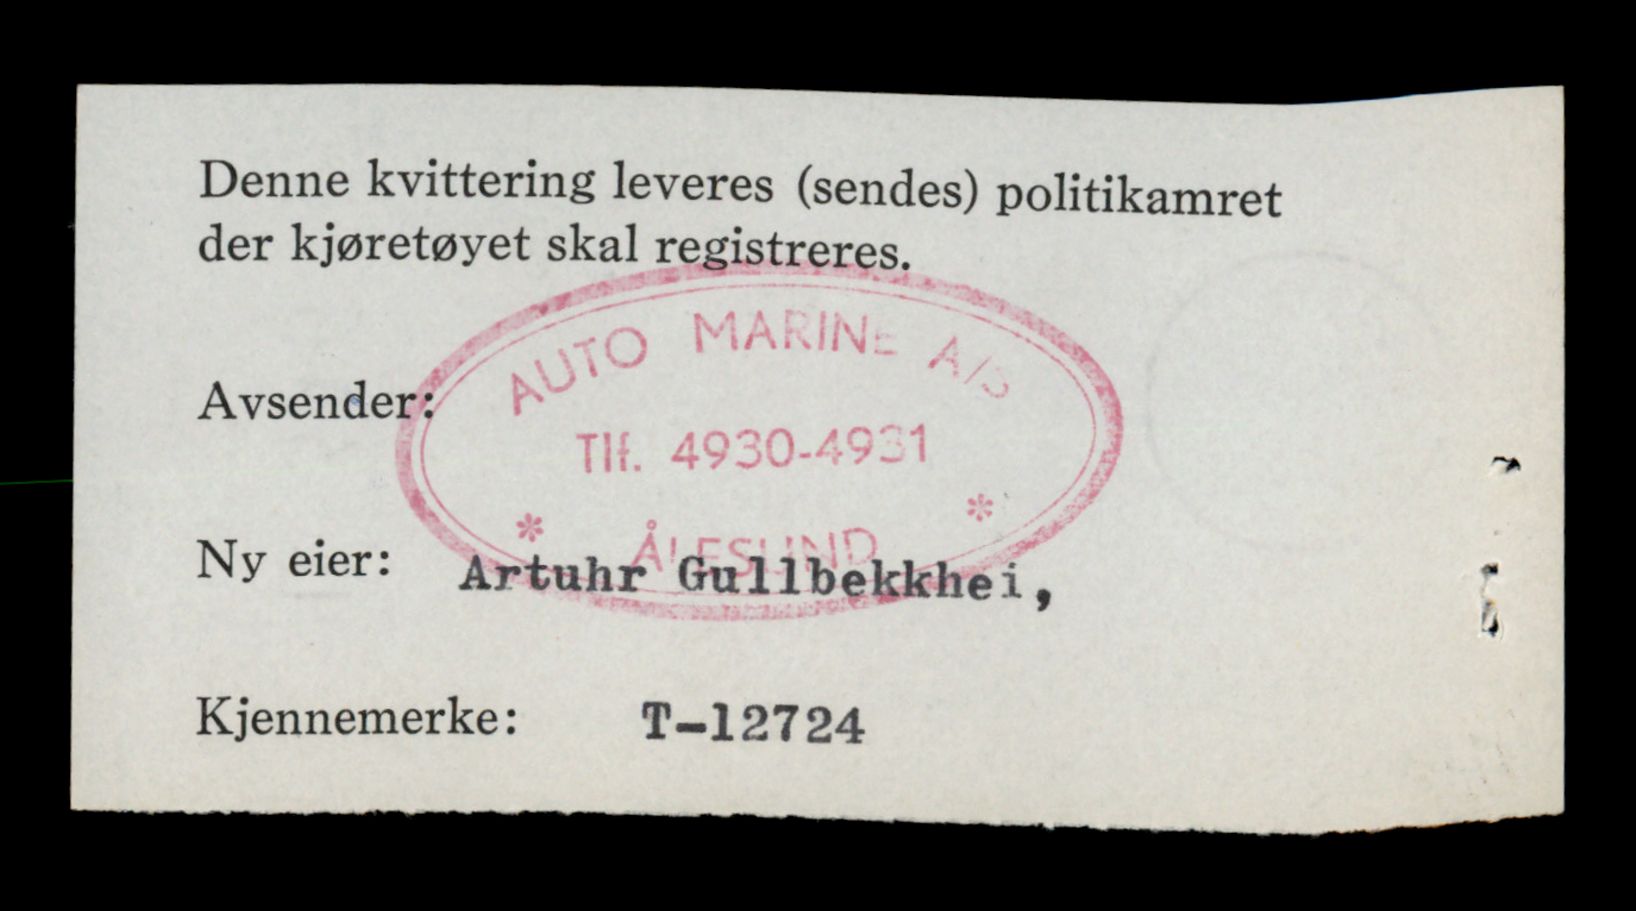 Denne kvittering leveres (sendes) politikamret
der kjøretøyet skal registreres.
AUTO MARINE A/S
Avsender:
Tlf. 4930-4931
* ÅLESUND *
Ny eier: Artuhr Gullbekkhei,
Kjennemerke: T-12724